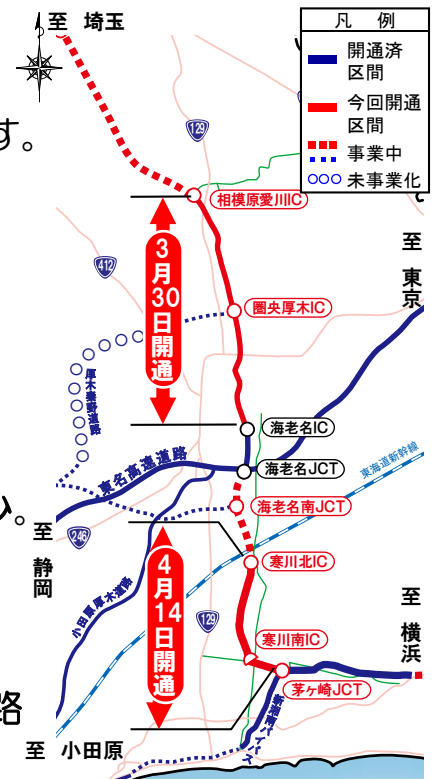 至 埼玉
凡 例
開通済
区間
今回開通
区間
事業中
未事業化
す。
129
相模原愛川IC
3月30日開通
至 東京
412
圏央厚木IC
厚木秦野道路
海老名IC
東名高速道路
海老名JCT
東海道新幹線
海老名南JCT
至 静岡
246
寒川北IC
小田原厚木道路
4月14日開通
129
至 横浜
寒川南IC
茅ヶ崎JCT
新湘南バイパス
路
至 小田原